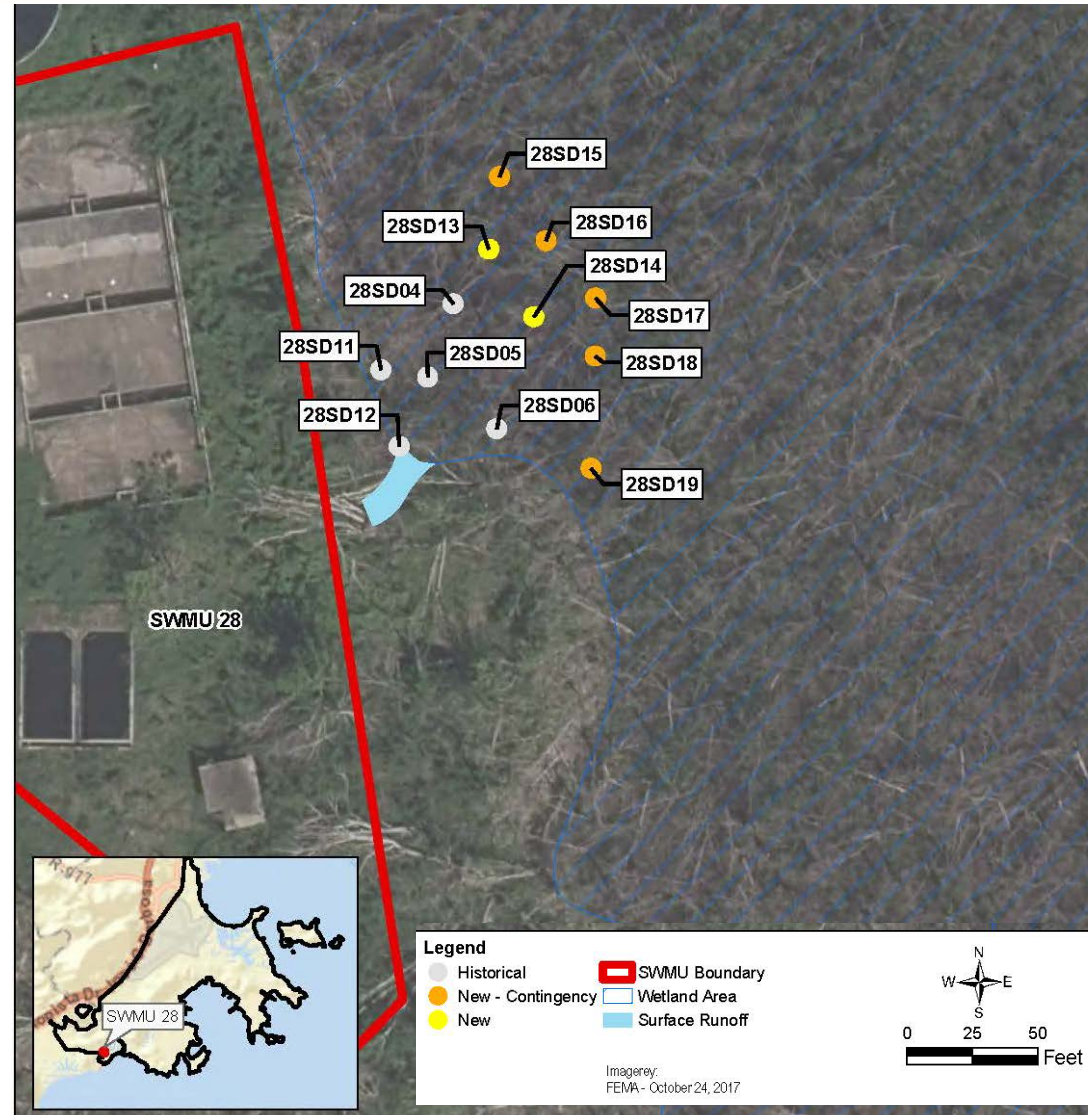 28SD15
28SD13
28SD16
28SD14
28SD04
28SD17
28SD11
28SD05
28SD18
28SD12
28SD06
28SD19
SWMU 28
SWMU 28
Legend
Historical
New - Contingency
New
SWMU Boundary
Wetland Area
Surface Runoff
N
W E
S
0 25 50
Feet
Imagerey:
FEMA - October 24, 2017